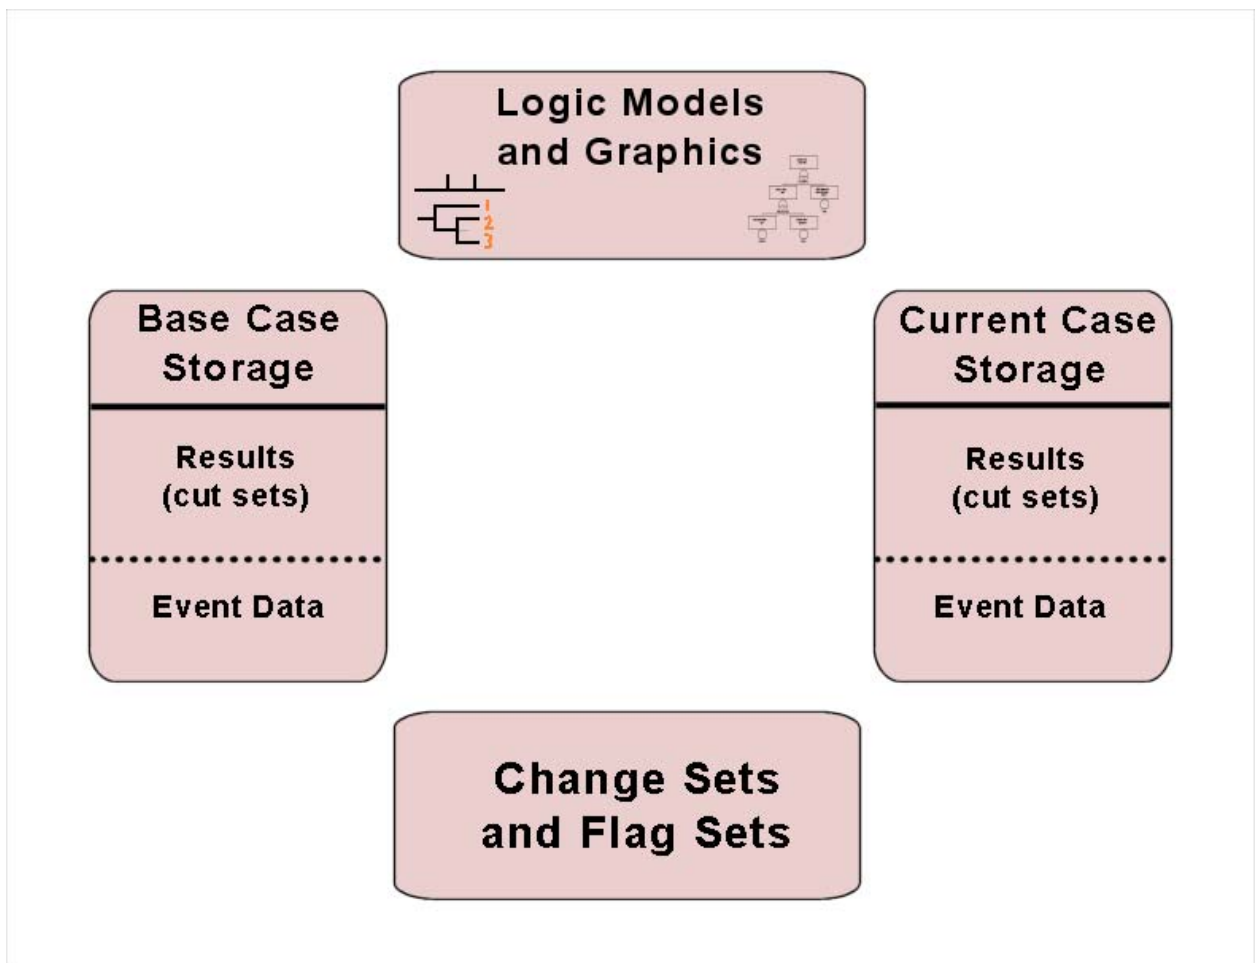 Logic Models
and Graphics
1
2
3
Base Case
Storage
Results
(cut sets)
Event Data
Current Case
Storage
Results
(cut sets)
Event Data
Change Sets
and Flag Sets